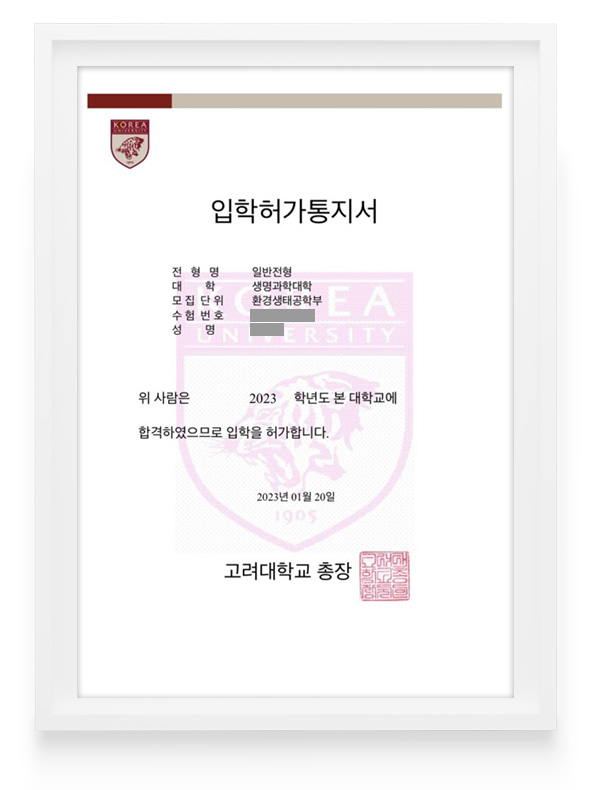 KOREA
UNIVERSITY
1905
입학허가통지서
전 형 명 일반전형
대 학 생명과학대학
모집 단위 환경생태공학부
수험 번호
성 명
KOREA
UNIVERSITY
위 사람은 2023 학년도 본 대학교에
합격하였으므로 입학을 허가합니다.
2023년 01월 20일
1905
고려대학교 총장